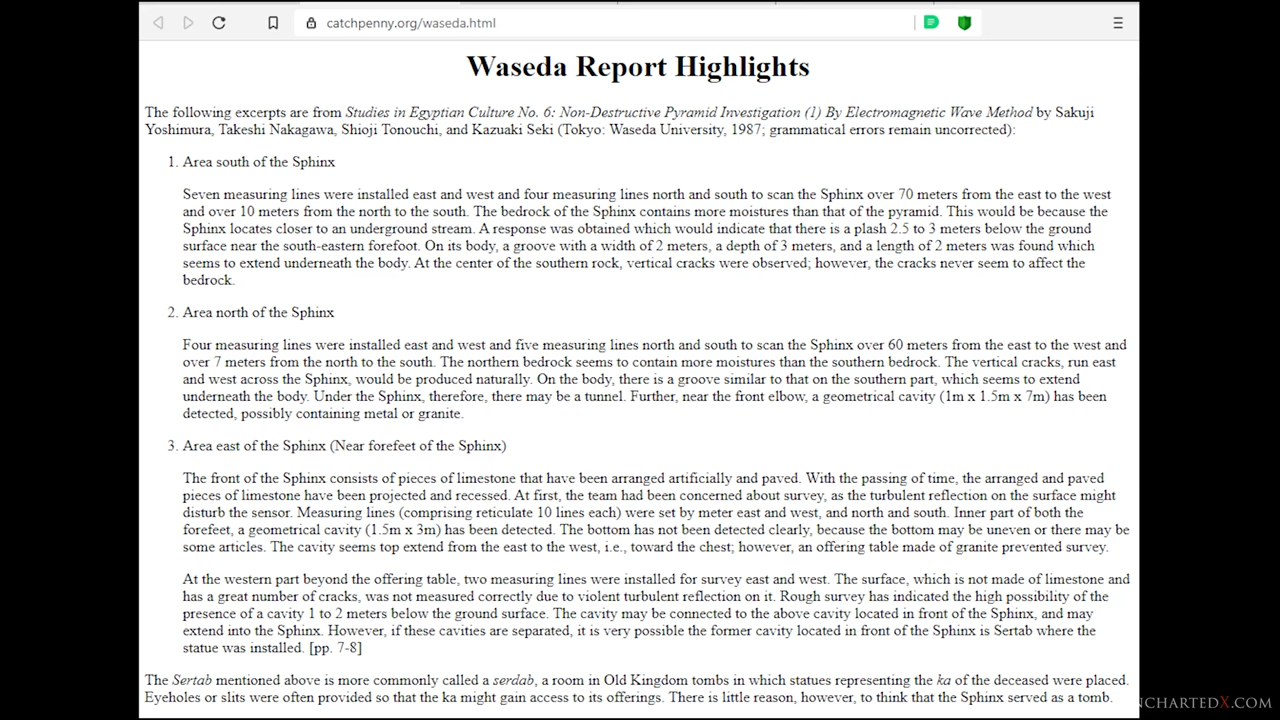 catchpenny.org/waseda.html
Waseda Report Highlights
The following excerpts are from Studies in Egyptian Culture No. 6: Non-Destructive Pyramid Investigation (1) By Electromagnetic Wave Method by Sakuji
Yoshimura, Takeshi Nakagawa, Shioji Tonouchi, and Kazuaki Seki (Tokyo: Waseda University, 1987; grammatical errors remain uncorrected):
1. Area south of the Sphinx
Seven measuring lines were installed east and west and four measuring lines north and south to scan the Sphinx over 70 meters from the east to the west
and over 10 meters from the north to the south. The bedrock of the Sphinx contains more moistures than that of the pyramid. This would be because the
Sphinx locates closer to an underground stream. A response was obtained which would indicate that there is a plash 2.5 to 3 meters below the ground
surface near the south-eastern forefoot. On its body, a groove with a width of 2 meters, a depth of 3 meters, and a length of 2 meters was found which
seems to extend underneath the body. At the center of the southern rock, vertical cracks were observed; however, the cracks never seem to affect the
bedrock.
2. Area north of the Sphinx
Four measuring lines were installed east and west and five measuring lines north and south to scan the Sphinx over 60 meters from the east to the west and
over 7 meters from the north to the south. The northern bedrock seems to contain more moistures than the southern bedrock. The vertical cracks, run east
and west across the Sphinx, would be produced naturally. On the body, there is a groove similar to that on the southern part, which seems to extend
underneath the body. Under the Sphinx, therefore, there may be a tunnel. Further, near the front elbow, a geometrical cavity (1m x 1.5m x 7m) has been
detected, possibly containing metal or granite.
3. Area east of the Sphinx (Near forefeet of the Sphinx)
The front of the Sphinx consists of pieces of limestone that have been arranged artificially and paved. With the passing of time, the arranged and paved
pieces of limestone have been projected and recessed. At first, the team had been concerned about survey, as the turbulent reflection on the surface might
disturb the sensor. Measuring lines (comprising reticulate 10 lines each) were set by meter east and west, and north and south. Inner part of both the
forefeet, a geometrical cavity (1.5m x 3m) has been detected. The bottom has not been detected clearly, because the bottom may be uneven or there may be
some articles. The cavity seems top extend from the east to the west, i.e., toward the chest; however, an offering table made of granite prevented survey.
At the western part beyond the offering table, two measuring lines were installed for survey east and west. The surface, which is not made of limestone and
has a great number of cracks, was not measured correctly due to violent turbulent reflection on it. Rough survey has indicated the high possibility of the
presence of a cavity 1 to 2 meters below the ground surface. The cavity may be connected to the above cavity located in front of the Sphinx, and may
extend into the Sphinx. However, if these cavities are separated, it is very possible the former cavity located in front of the Sphinx is Sertab where the
statue was installed. [pp. 7-8]
The Sertab mentioned above is more commonly called a serdab, a room in Old Kingdom tombs in which statues representing the ka of the deceased were placed.
Eyeholes or slits were often provided so that the ka might gain access to its offerings. There is little reason, however, to think that the Sphinx served as a tomb.
NCHARTEDX.COM